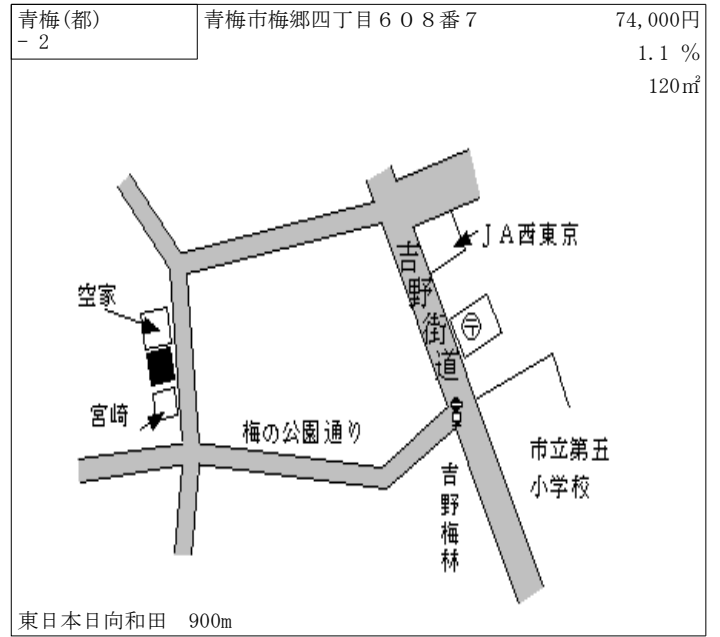 青梅(都)
- 2
青梅市梅郷四丁目６０８番７
74,000円
1.1 %
120㎡
ＪＡ西東京
吉野街道
空家
〒
宮崎
梅の公園通り
吉野梅林
市立第五
小学校
東日本日向和田　900m